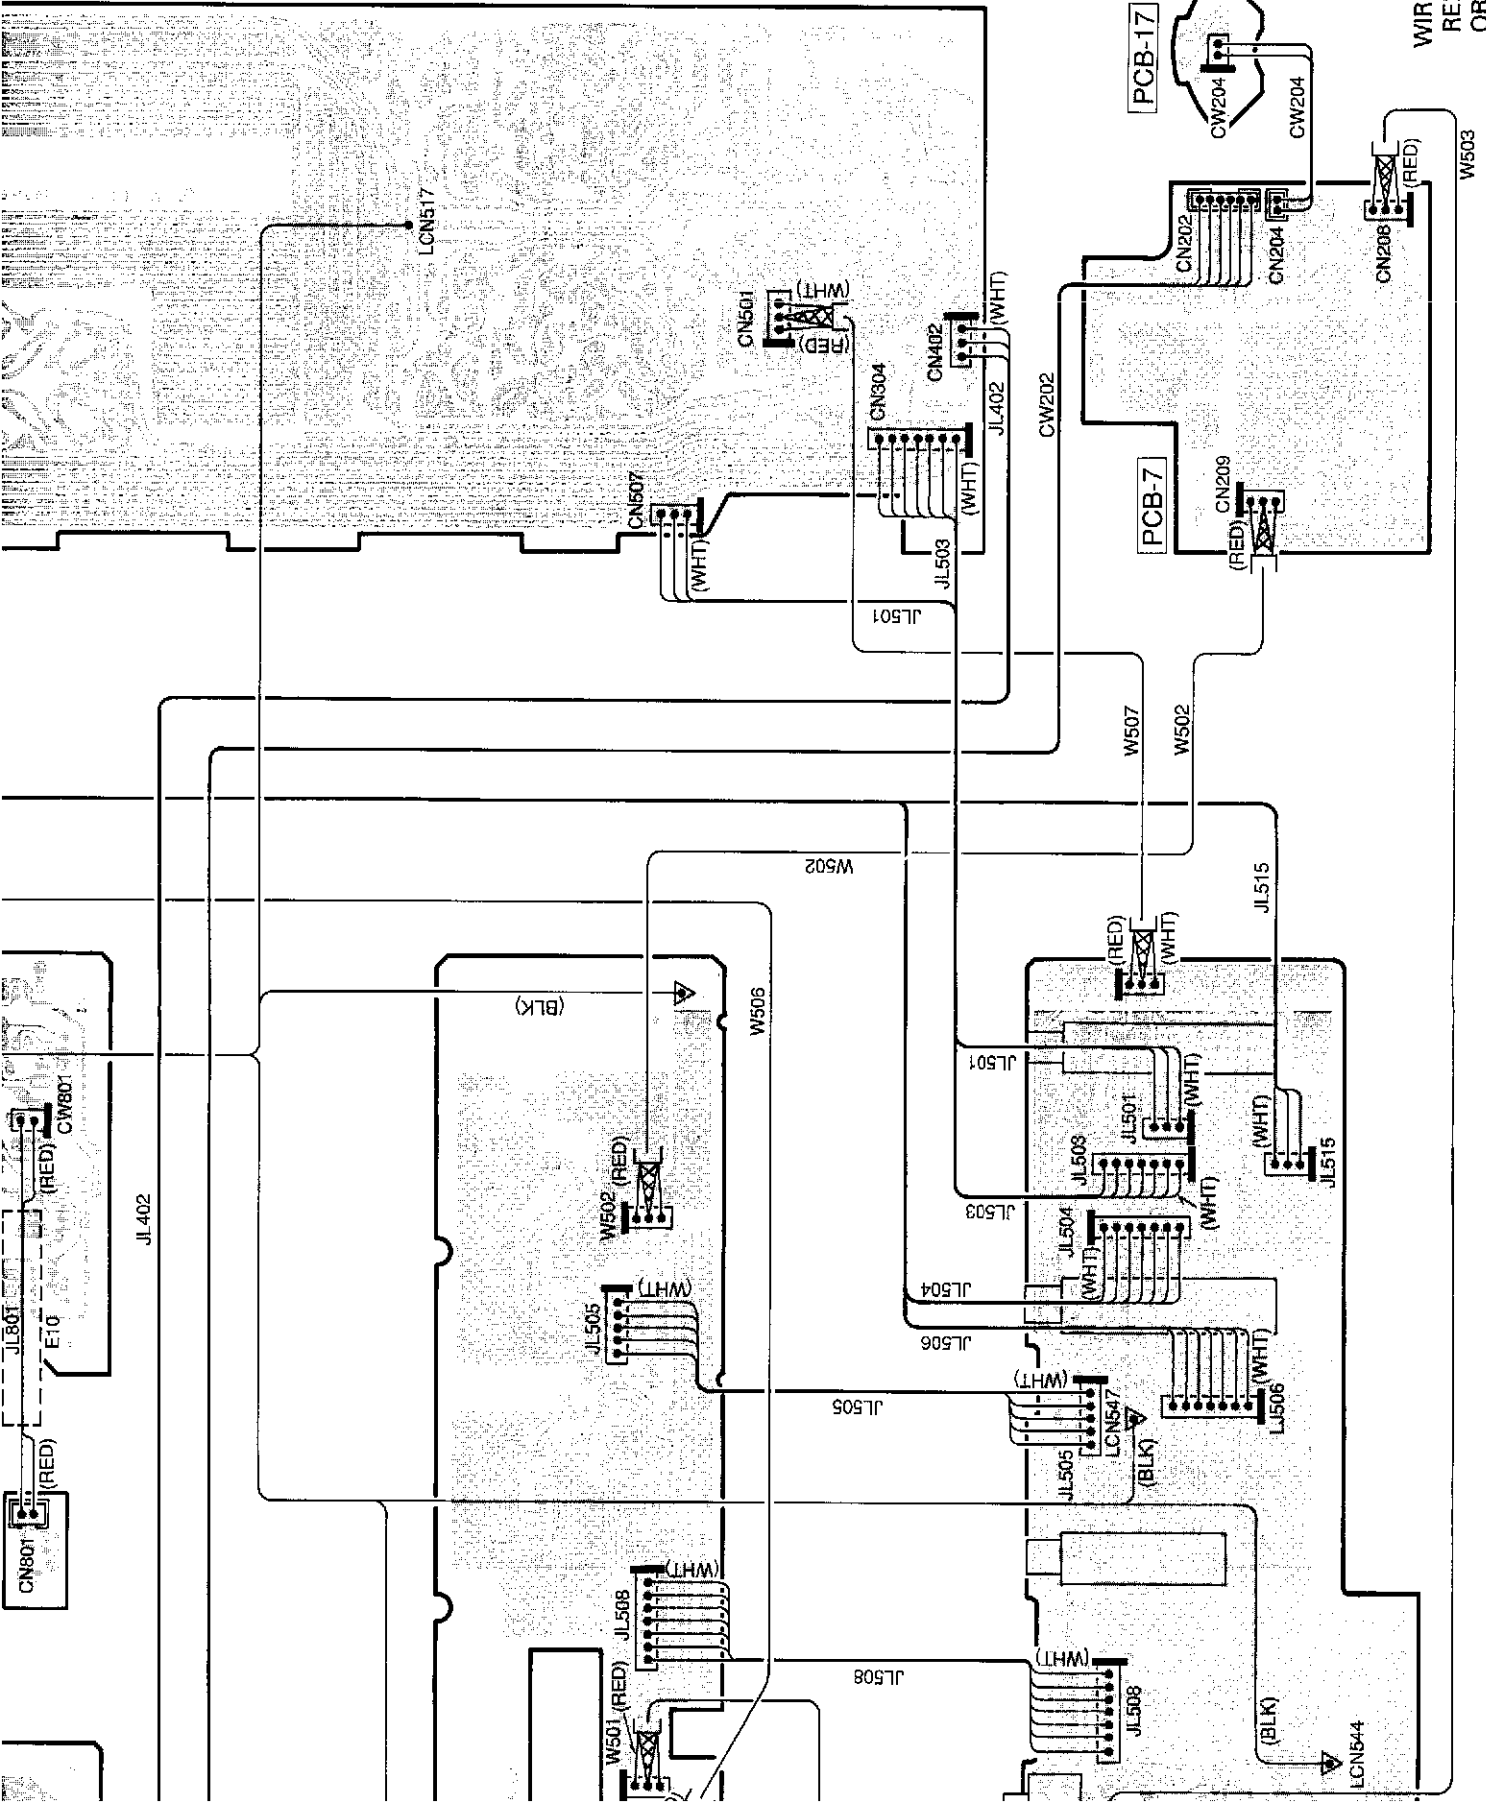 PCB-17
WIR
RE
OR
CW204
CW204
(RED)
W503
LCN517
CN202
CN204
CN208
CN501
(WHT)
(RED)
CN402
(WHT)
CN304
JL402
CW202
CN507
(WHT)
(WHT)
JL503
PCB-7
CN209
(RED)
JL501
W507
W502
W502
JL515
(RED)
(WHT)
(BLK)
W506
JL501
CW801
(RED)
JL501
(WHT)
(WHT)
JL503
JL515
W502
(RED)
JL402
JL503
(WHT)
JL504
(WHT)
JL504
JL801
E10
JL505
(WHT)
JL506
(WHT)
JL506
(WHT)
JL505
LCN547
JL505
(BLK)
(RED)
CN801
JL508
(WHT)
JL508
(WHT)
JL508
W501
(RED)
(BLK)
LCN544